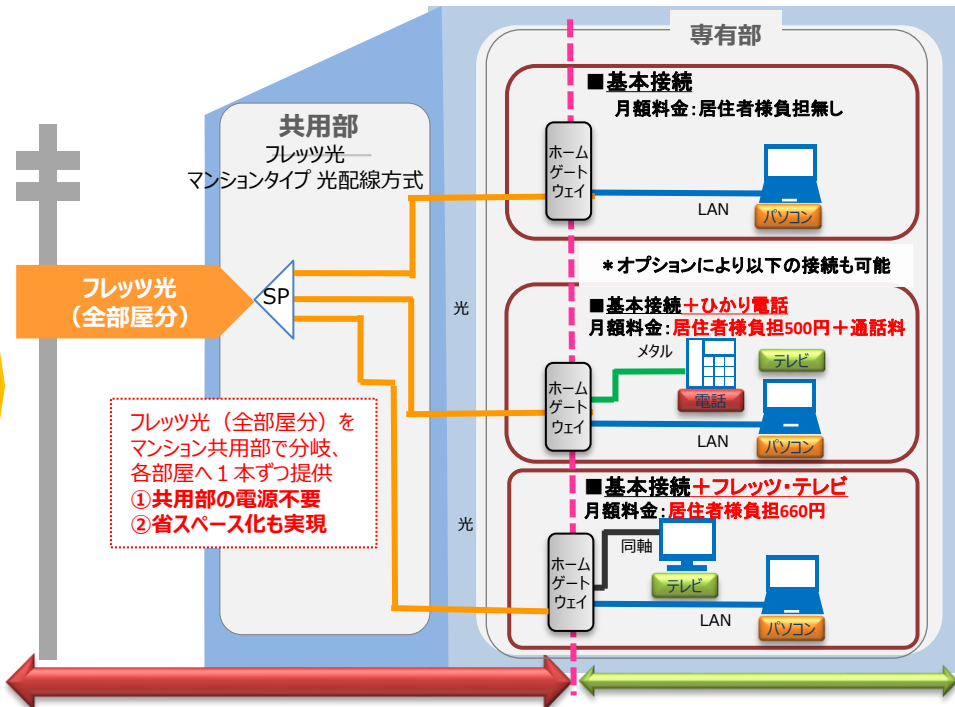 専有部
共用部
フレッツ光
マンションタイプ 光配線方式
フレッツ光
（全部屋分）
SP
光
光
フレッツ光（全部屋分）を
マンション共用部で分岐、
各部屋へ１本ずつ提供
①共用部の電源不要
②省スペース化も実現
■基本接続
月額料金：居住者様負担無し
ホーム
ゲート
ウェイ
LAN
パソコン
＊オプションにより以下の接続も可能
■基本接続＋ひかり電話
月額料金：居住者様負担500円＋通話料
メタル
テレビ
電話
ホーム
ゲート
ウェイ
LAN
パソコン
■基本接続＋フレッツ・テレビ
月額料金：居住者様負担660円
同軸
テレビ
ホーム
ゲート
ウェイ
LAN
パソコン